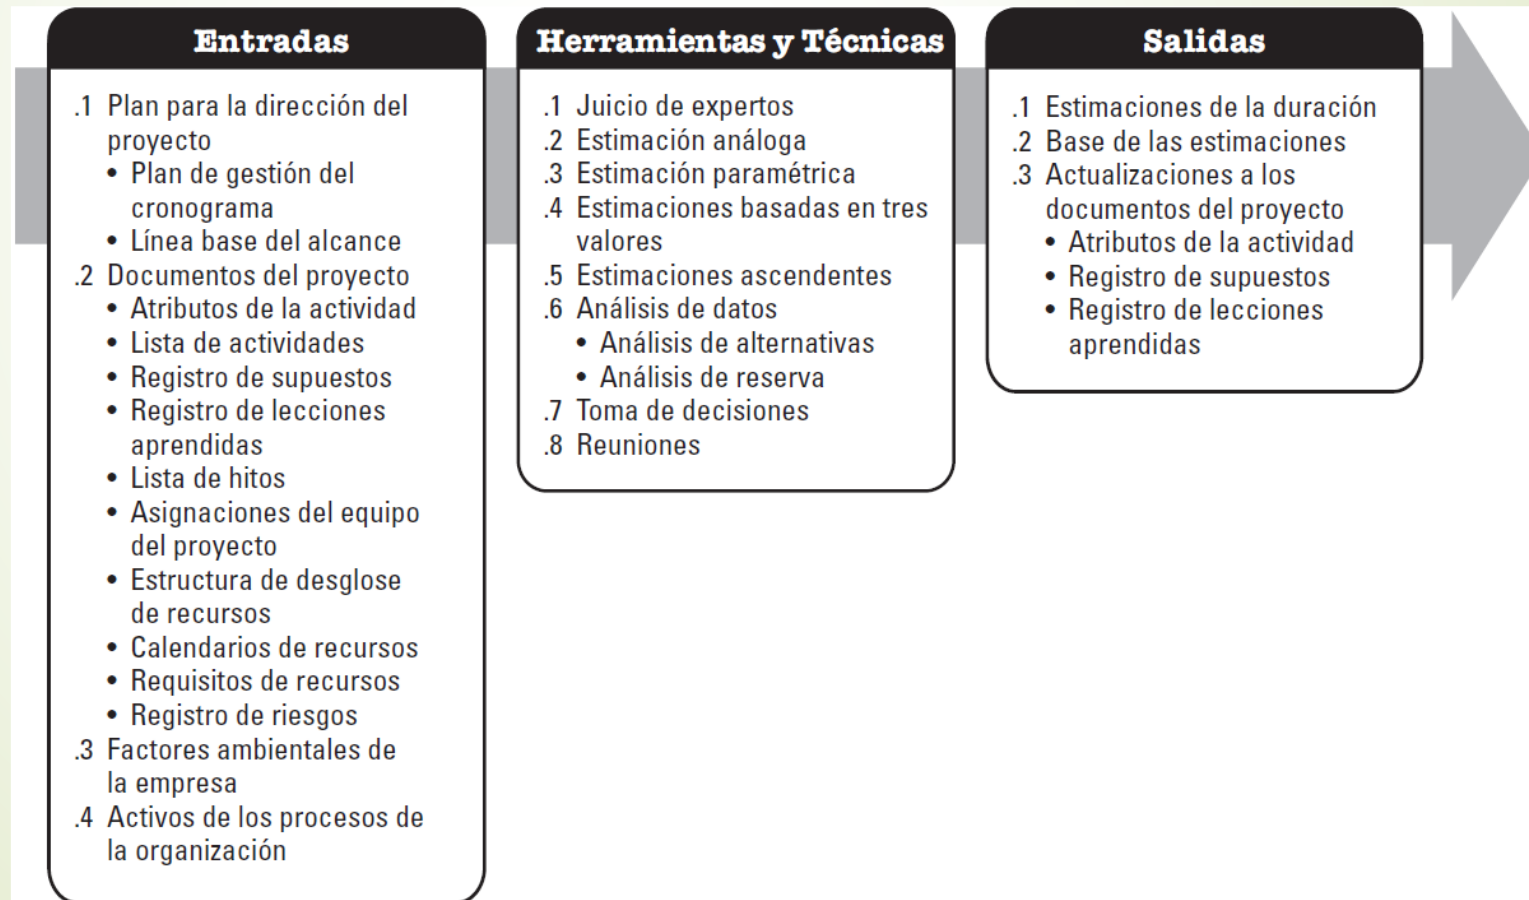 Entradas
.1 Plan para la dirección del
proyecto
• Plan de gestión del
cronograma
• Línea base del alcance
.2 Documentos del proyecto
• Atributos de la actividad
• Lista de actividades
• Registro de supuestos
• Registro de lecciones
aprendidas
• Lista de hitos
• Asignaciones del equipo
del proyecto
• Estructura de desglose
de recursos
• Calendarios de recursos
• Requisitos de recursos
• Registro de riesgos
.3 Factores ambientales de
la empresa
.4 Activos de los procesos de
la organización
Herramientas y Técnicas
.1 Juicio de expertos
.2 Estimación análoga
.3 Estimación paramétrica
.4 Estimaciones basadas en tres
valores
.5 Estimaciones ascendentes
.6 Análisis de datos
• Análisis de alternativas
• Análisis de reserva
.7 Toma de decisiones
.8 Reuniones
Salidas
.1 Estimaciones de la duración
.2 Base de las estimaciones
.3 Actualizaciones a los
documentos del proyecto
• Atributos de la actividad
• Registro de supuestos
• Registro de lecciones
aprendidas